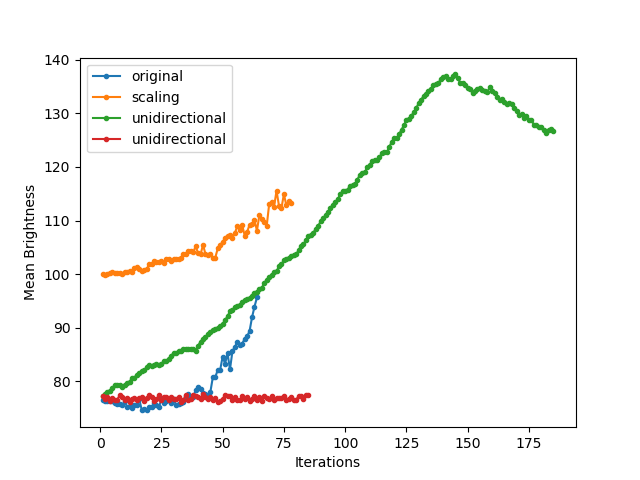 original
scaling
unidirectional
unidirectional
140
130
120
110
100
90
80
Mean Brightness
0 25 50 75 100 125 150 175
Iterations